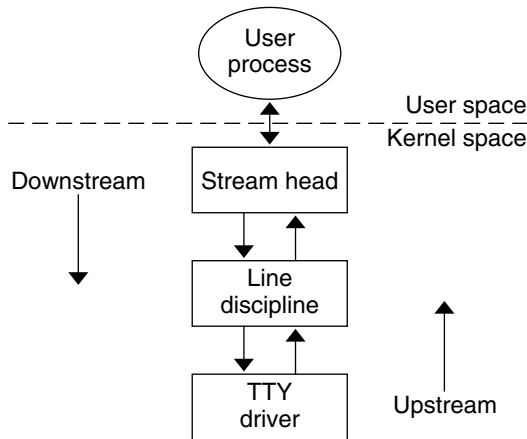 User
process
User space
Kernel space
Downstream
Stream head
Line
discipline
TTY
driver
Upstream